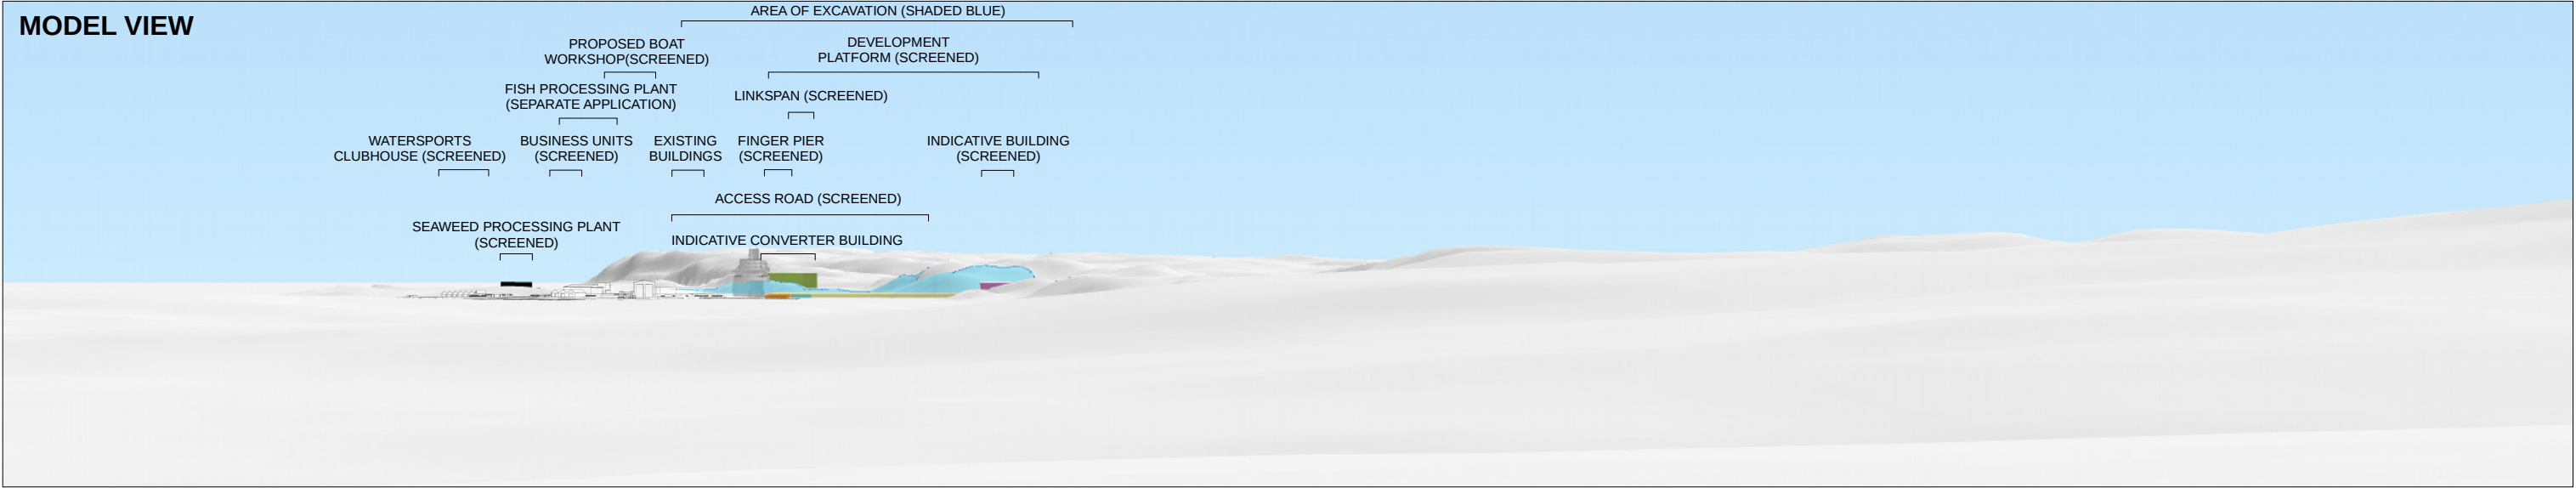 MODEL VIEW
AREA OF EXCAVATION (SHADED BLUE)
PROPOSED BOAT
WORKSHOP(SCREENED)
DEVELOPMENT
PLATFORM (SCREENED)
FISH PROCESSING PLANT
(SEPARATE APPLICATION)
LINKSPAN (SCREENED)
WATERSPORTS
CLUBHOUSE (SCREENED)
BUSINESS UNITS
(SCREENED)
EXISTING
BUILDINGS
FINGER PIER
(SCREENED)
INDICATIVE BUILDING
(SCREENED)
ACCESS ROAD (SCREENED)
SEAWEED PROCESSING PLANT
(SCREENED)
INDICATIVE CONVERTER BUILDING